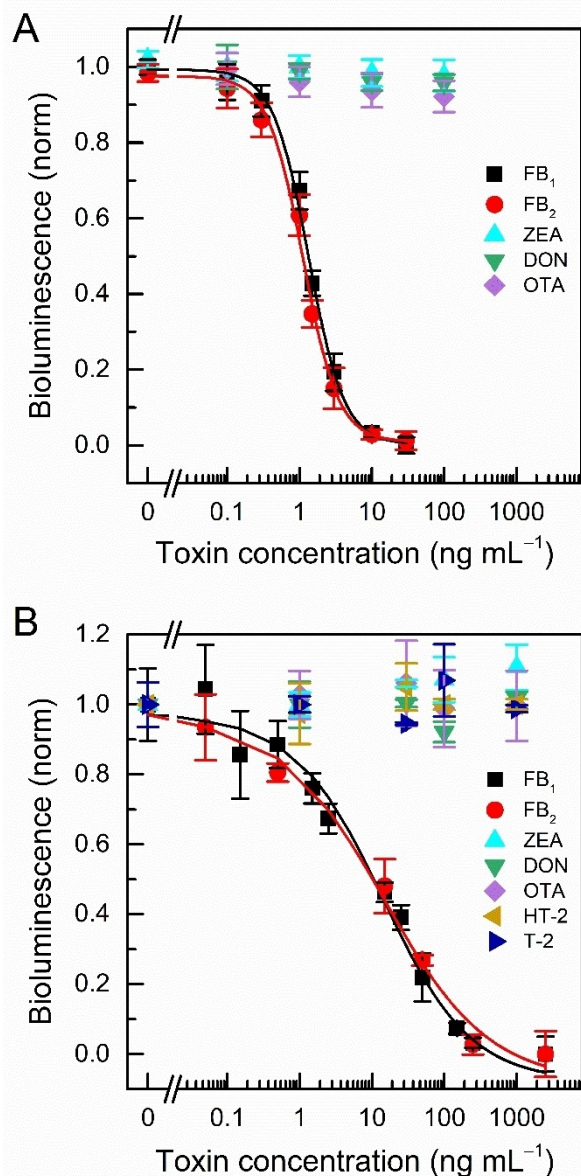 A
Bioluminescence (norm)
1.0
0.8
0.6
0.4
0.2
0.0
FB₁
FB₂
ZEA
DON
OTA
0 0.1 1 10 100 1000
Toxin concentration (ng mL⁻¹)
B
Bioluminescence (norm)
1.2
1.0
0.8
0.6
0.4
0.2
0.0
FB₁
FB₂
ZEA
DON
OTA
HT-2
T-2
0 0.1 1 10 100 1000
Toxin concentration (ng mL⁻¹)